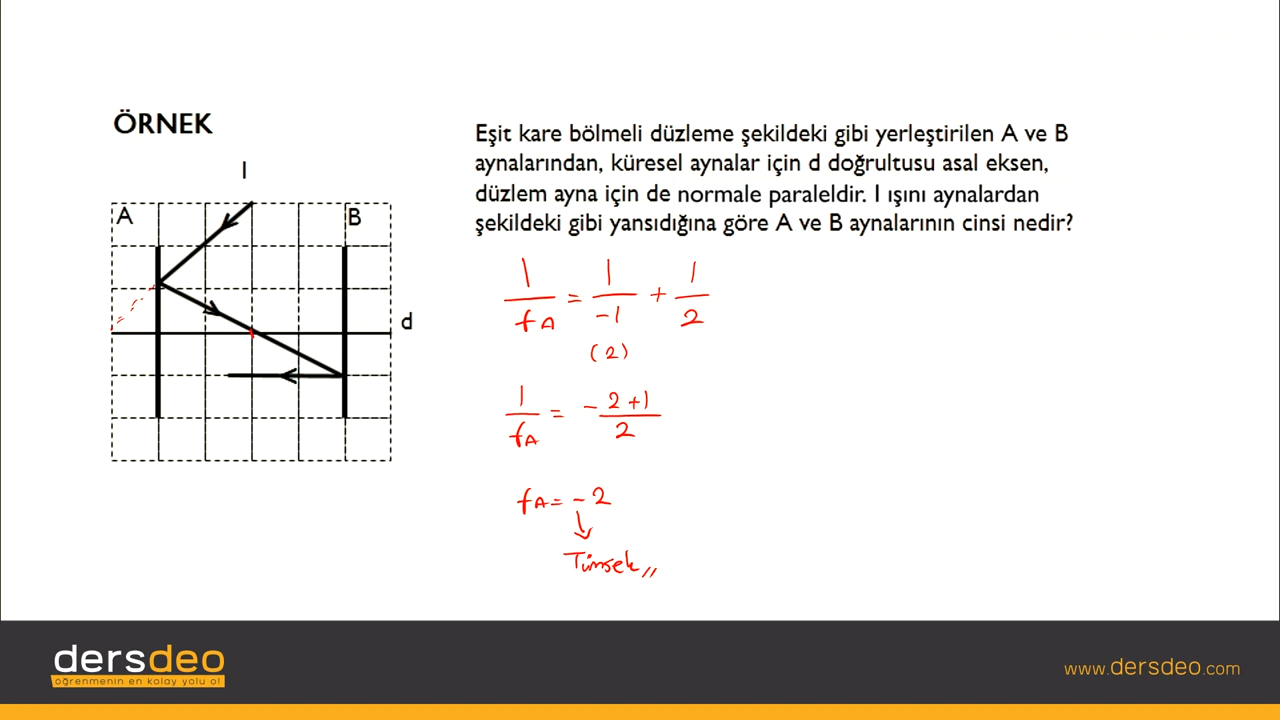 ÖRNEK
I
A
B
d
Eşit kare bölmeli düzleme şekildeki gibi yerleştirilen A ve B
aynalarından, küresel aynalar için d doğrultusu asal eksen,
düzlem ayna için de normale paraleldir. I ışını aynalardan
şekildeki gibi yansıdığına göre A ve B aynalarının cinsi nedir?
1/fA = 1/-1 + 1/2
(2)
1/fA = -2+1/2
fA = -2
Tümsek,,
dersdeo
öğrenmenin en kolay yolu o!
www.dersdeo.com